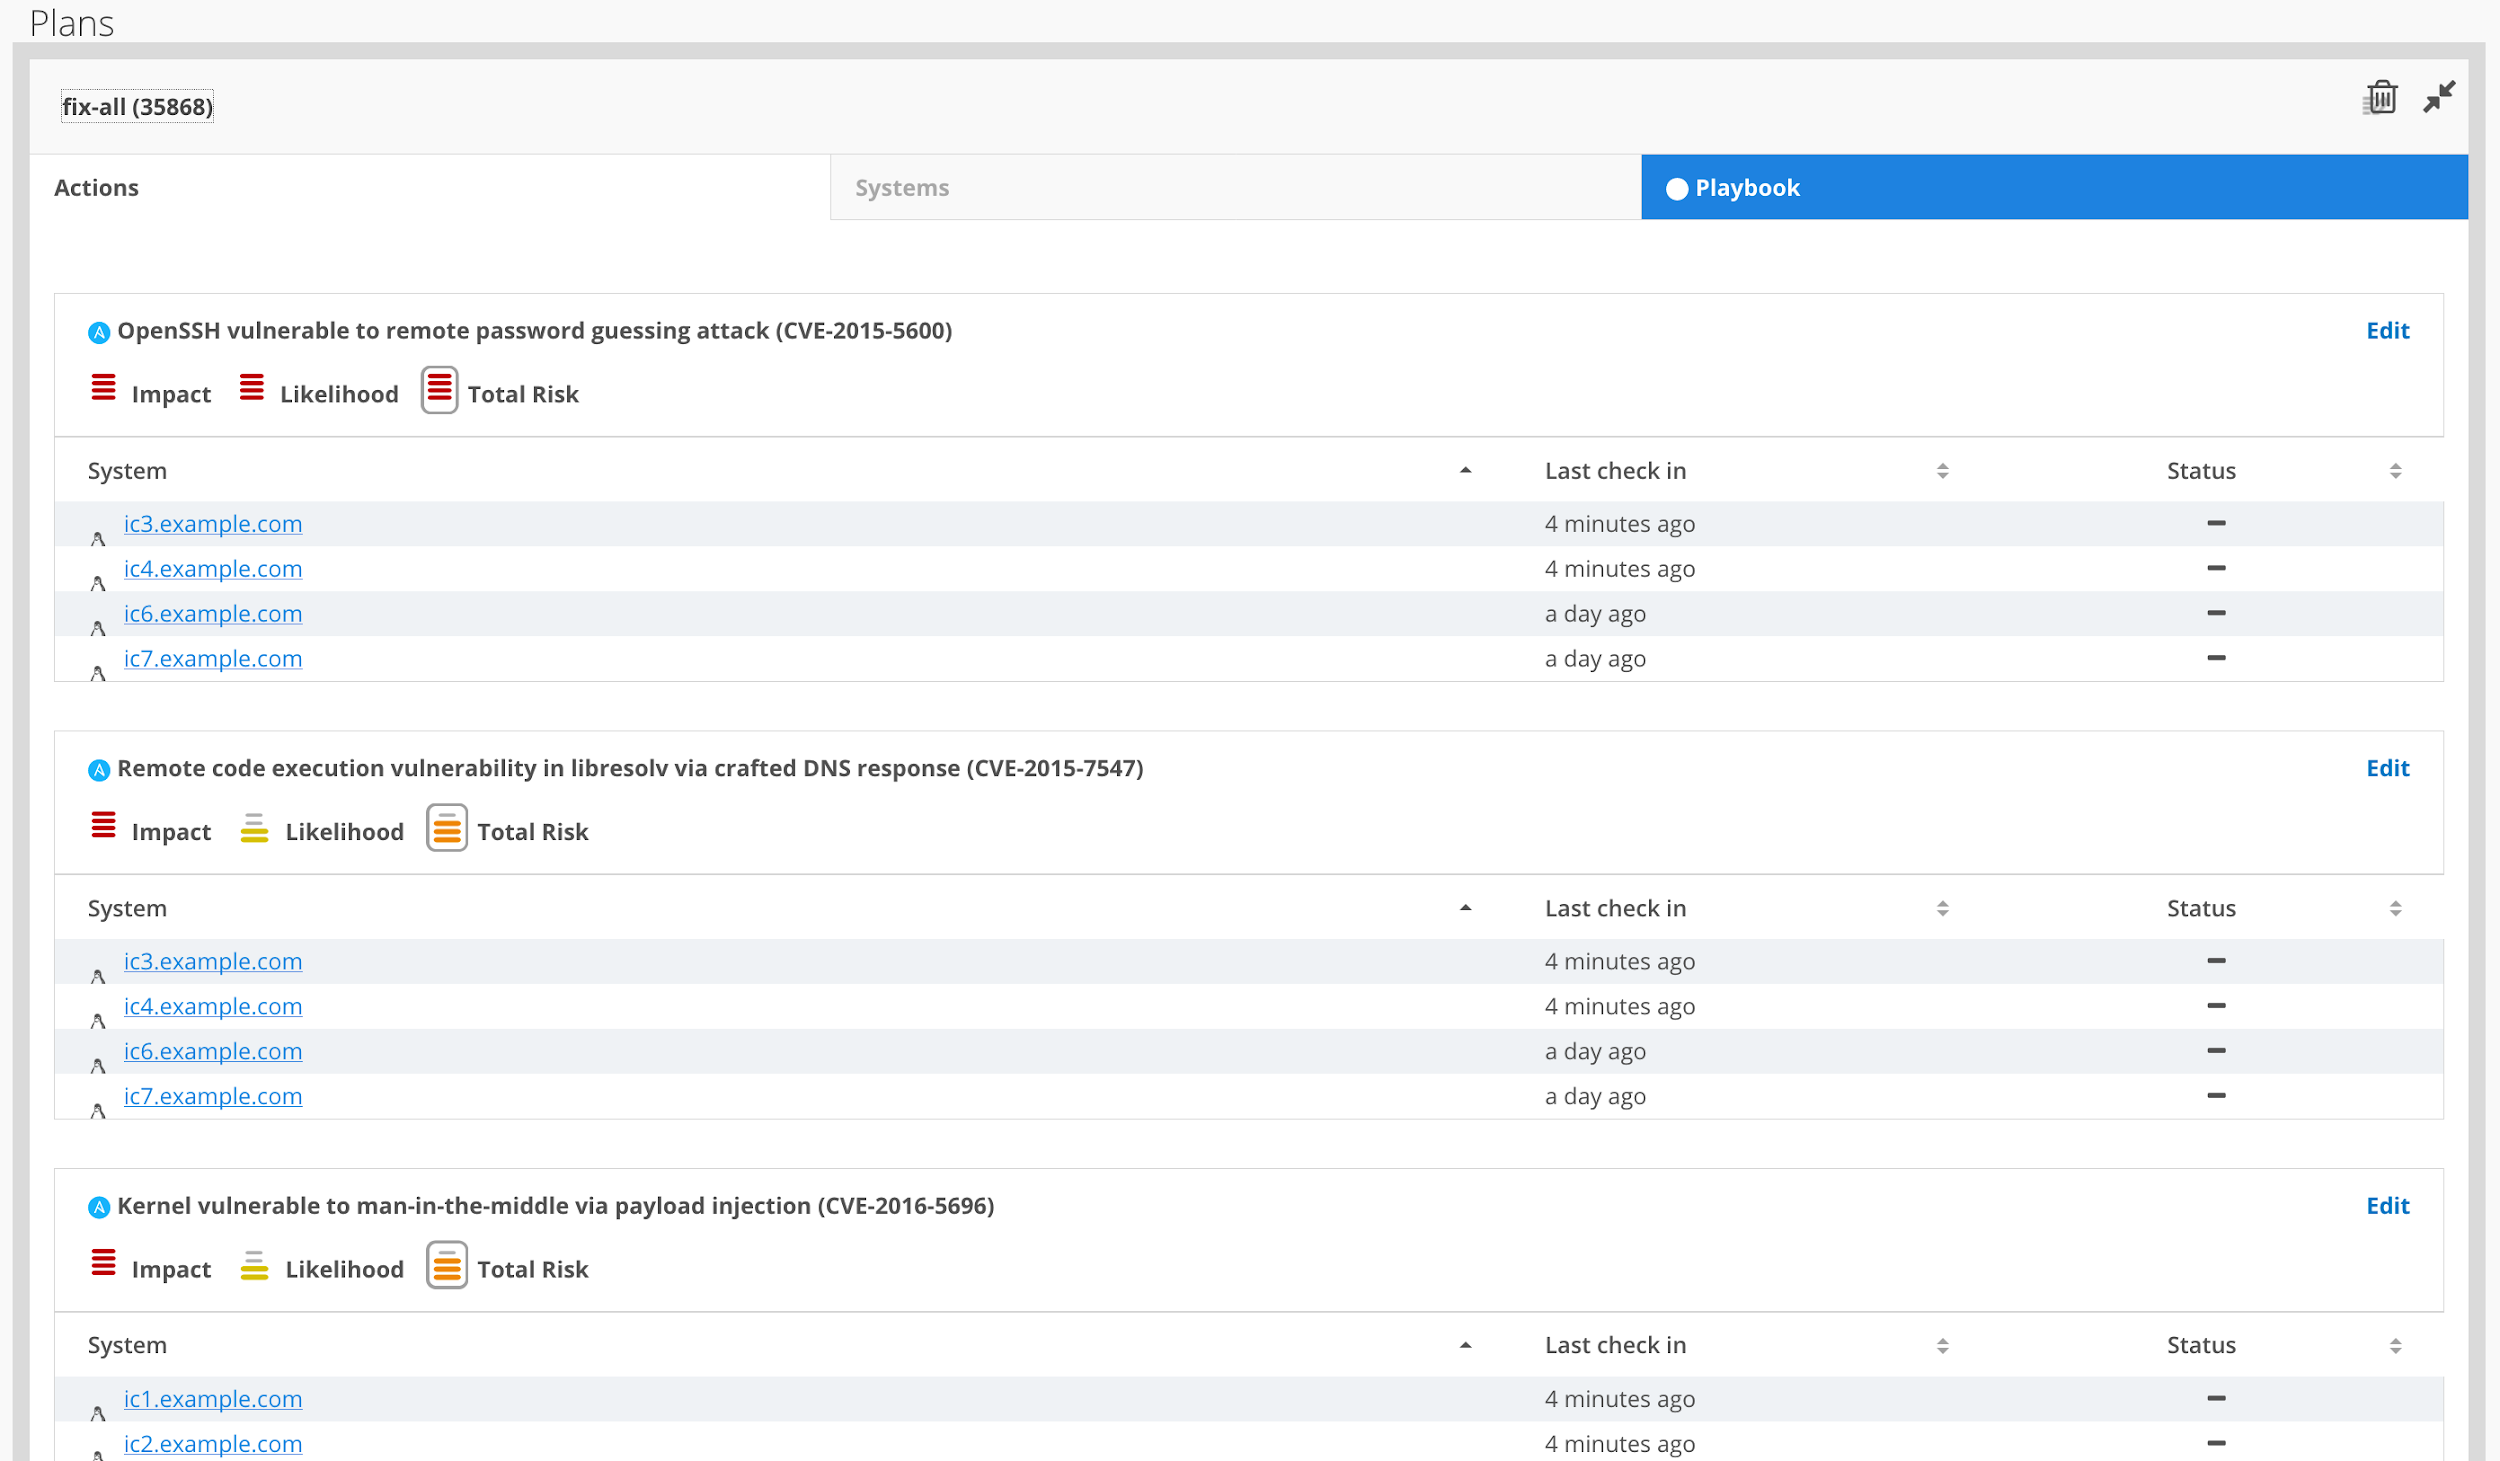 Plans
fix-all (35868)
Actions Systems Playbook
OpenSSH vulnerable to remote password guessing attack (CVE-2015-5600) Edit
Impact Likelihood Total Risk
System Last check in Status
ic3.example.com 4 minutes ago
ic4.example.com 4 minutes ago
ic6.example.com a day ago
ic7.example.com a day ago
Remote code execution vulnerability in libresolv via crafted DNS response (CVE-2015-7547) Edit
Impact Likelihood Total Risk
System Last check in Status
ic3.example.com 4 minutes ago
ic4.example.com 4 minutes ago
ic6.example.com a day ago
ic7.example.com a day ago
Kernel vulnerable to man-in-the-middle via payload injection (CVE-2016-5696) Edit
Impact Likelihood Total Risk
System Last check in Status
ic1.example.com 4 minutes ago
ic2.example.com 4 minutes ago